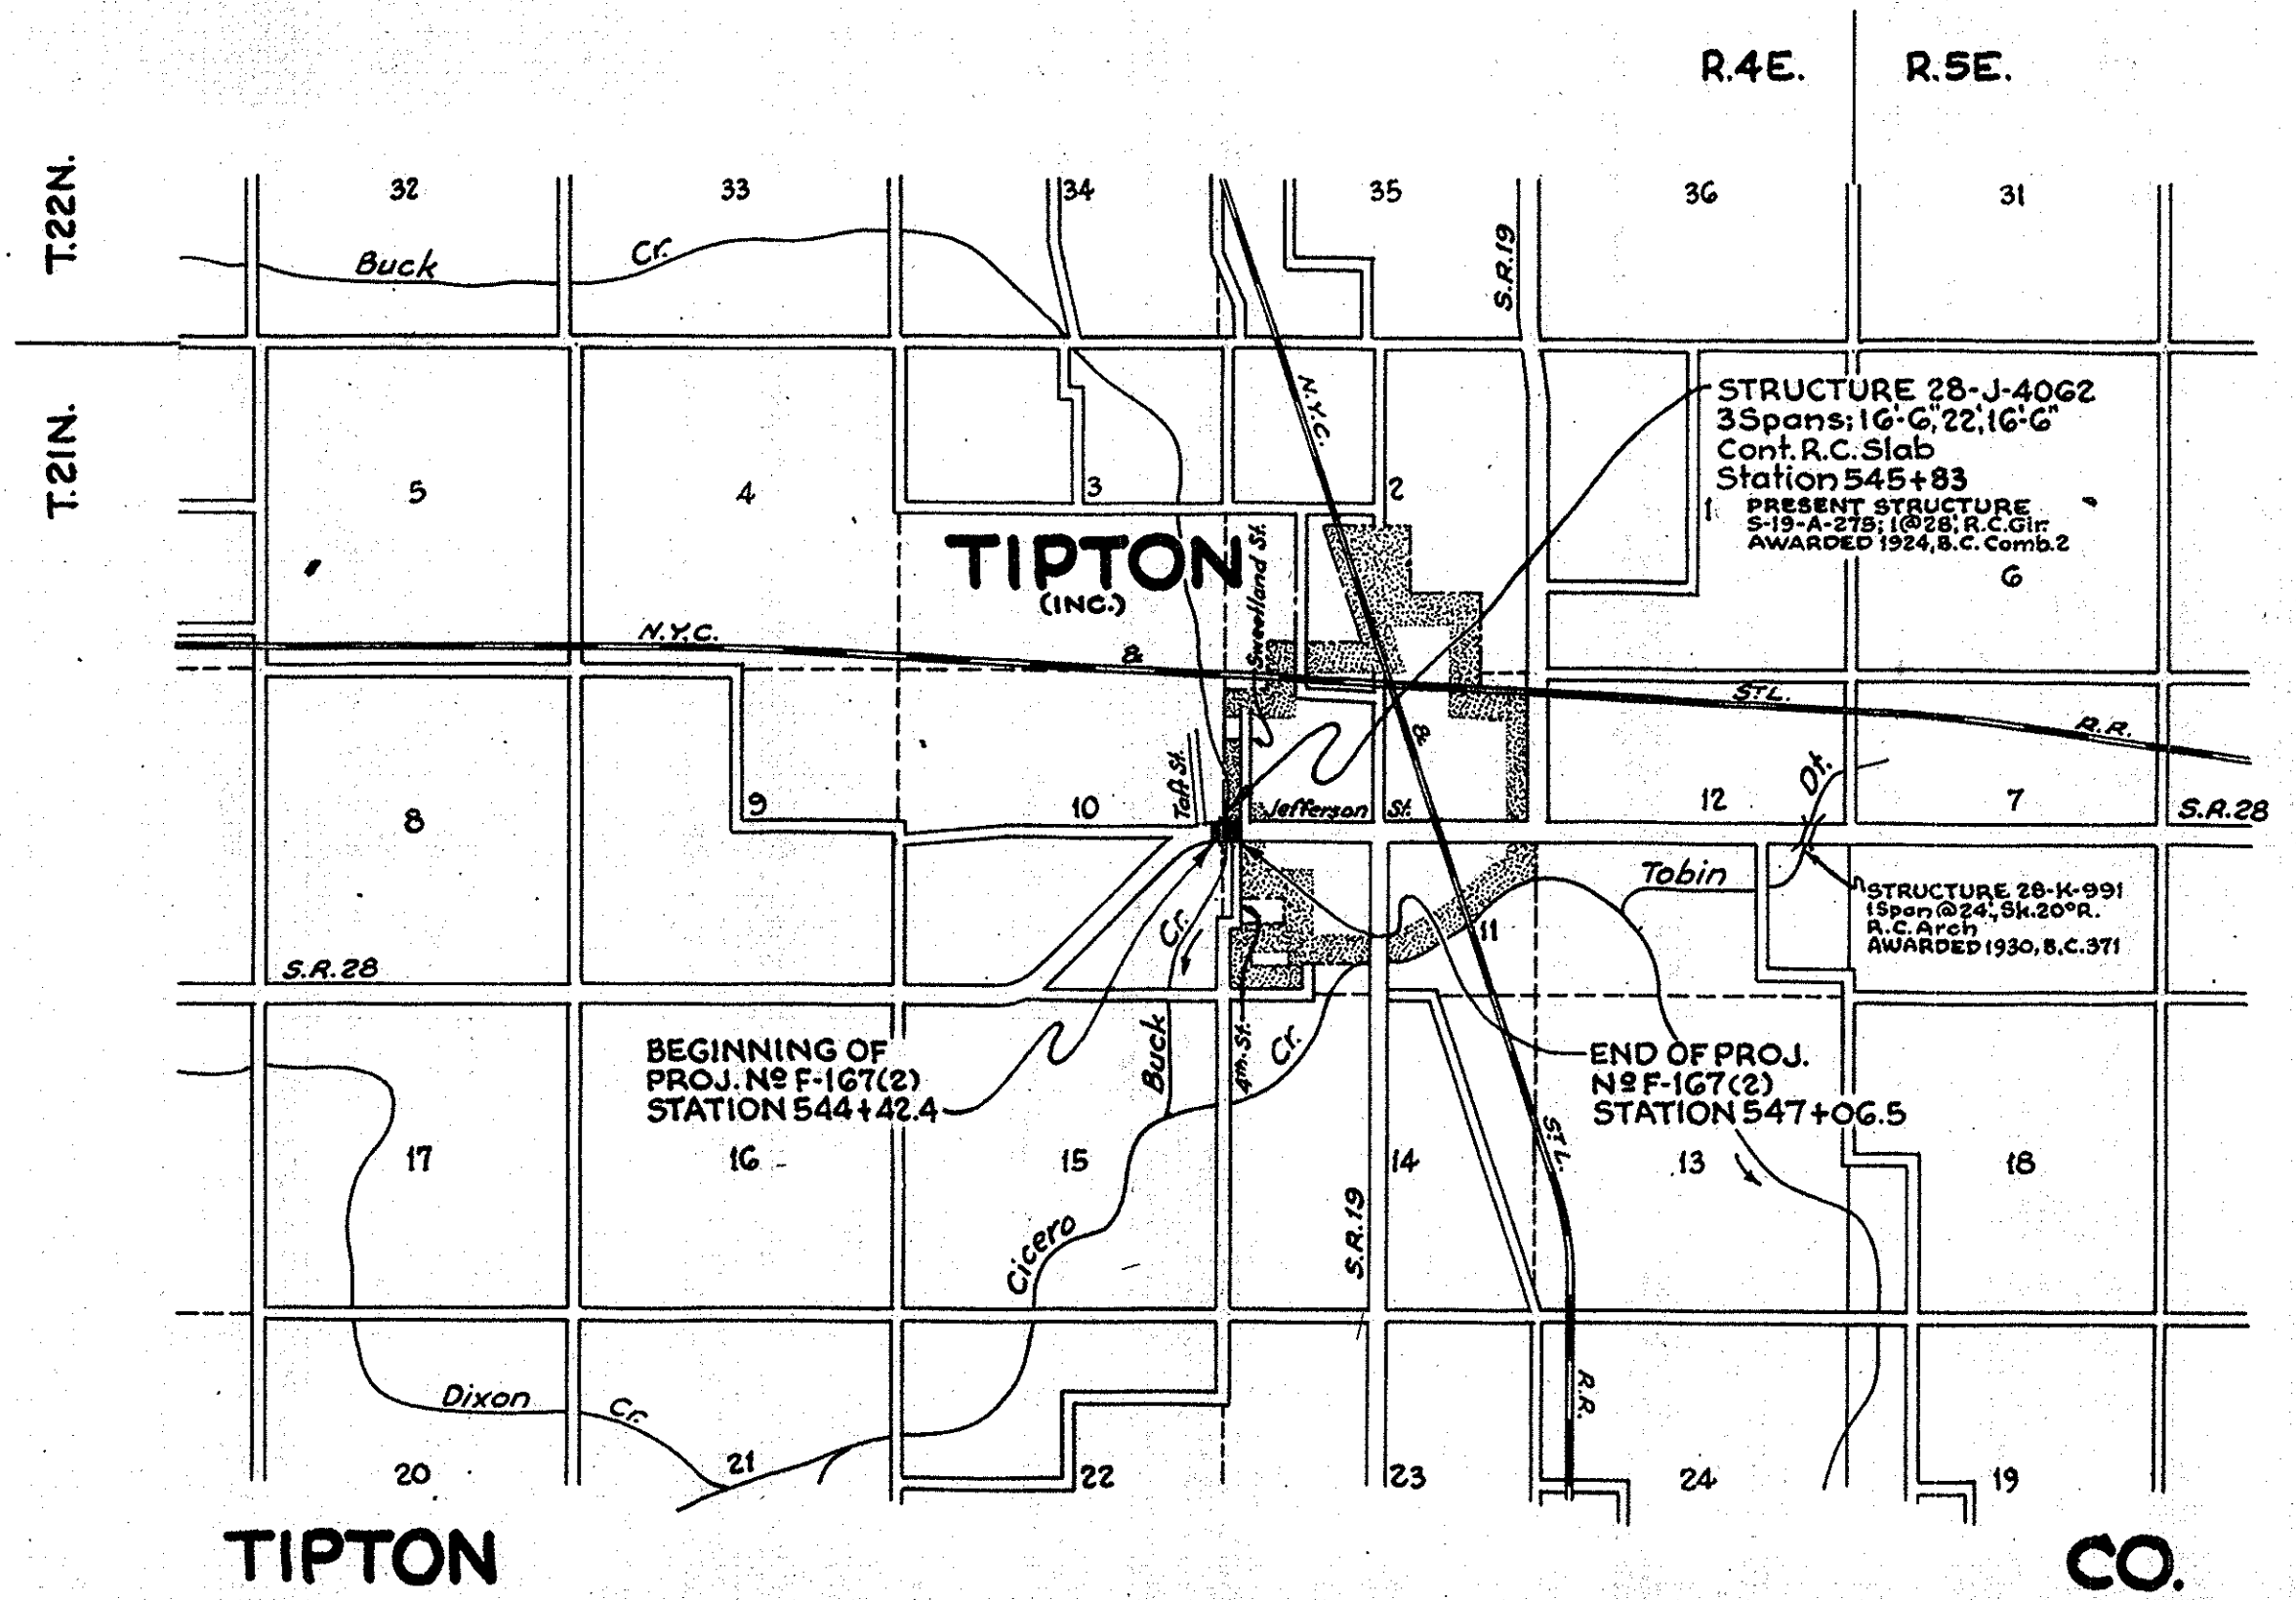 R.4E. R.5E.
T.22N.
32 33 34 35 36 31
Buck Cr.
S.R.19
T.21N.
N.Y.C.
STRUCTURE 28-J-4062
3 Spans; 16'-6", 22', 16'-6"
Cont. R.C. Slab
Station 545+83
PRESENT STRUCTURE
S-19-A-275; 1@28', R.C. Gir.
AWARDED 1924, B.C. Comb. 2
5 4 3 2 6
TIPTON
(INC.)
Sweetland St.
N.Y.C. & ST. L. R.R.
&
Taft St.
Dt.
8 9 10 Jefferson St. 12 7 S.R.28
Tobin
STRUCTURE 28-K-991
1 Span @ 24', Sk. 20° R.
R.C. Arch
AWARDED 1930, B.C. 371
Cr.
11
S.R.28
BEGINNING OF
PROJ. Nº F-167(2)
STATION 544+42.4
Buck
4th. St.
Cr.
END OF PROJ.
Nº F-167(2)
STATION 547+06.5
ST. L.
17 16 15 14 13 18
Cicero
S.R.19
R.R.
Dixon Cr.
20 21 22 23 24 19
TIPTON CO.